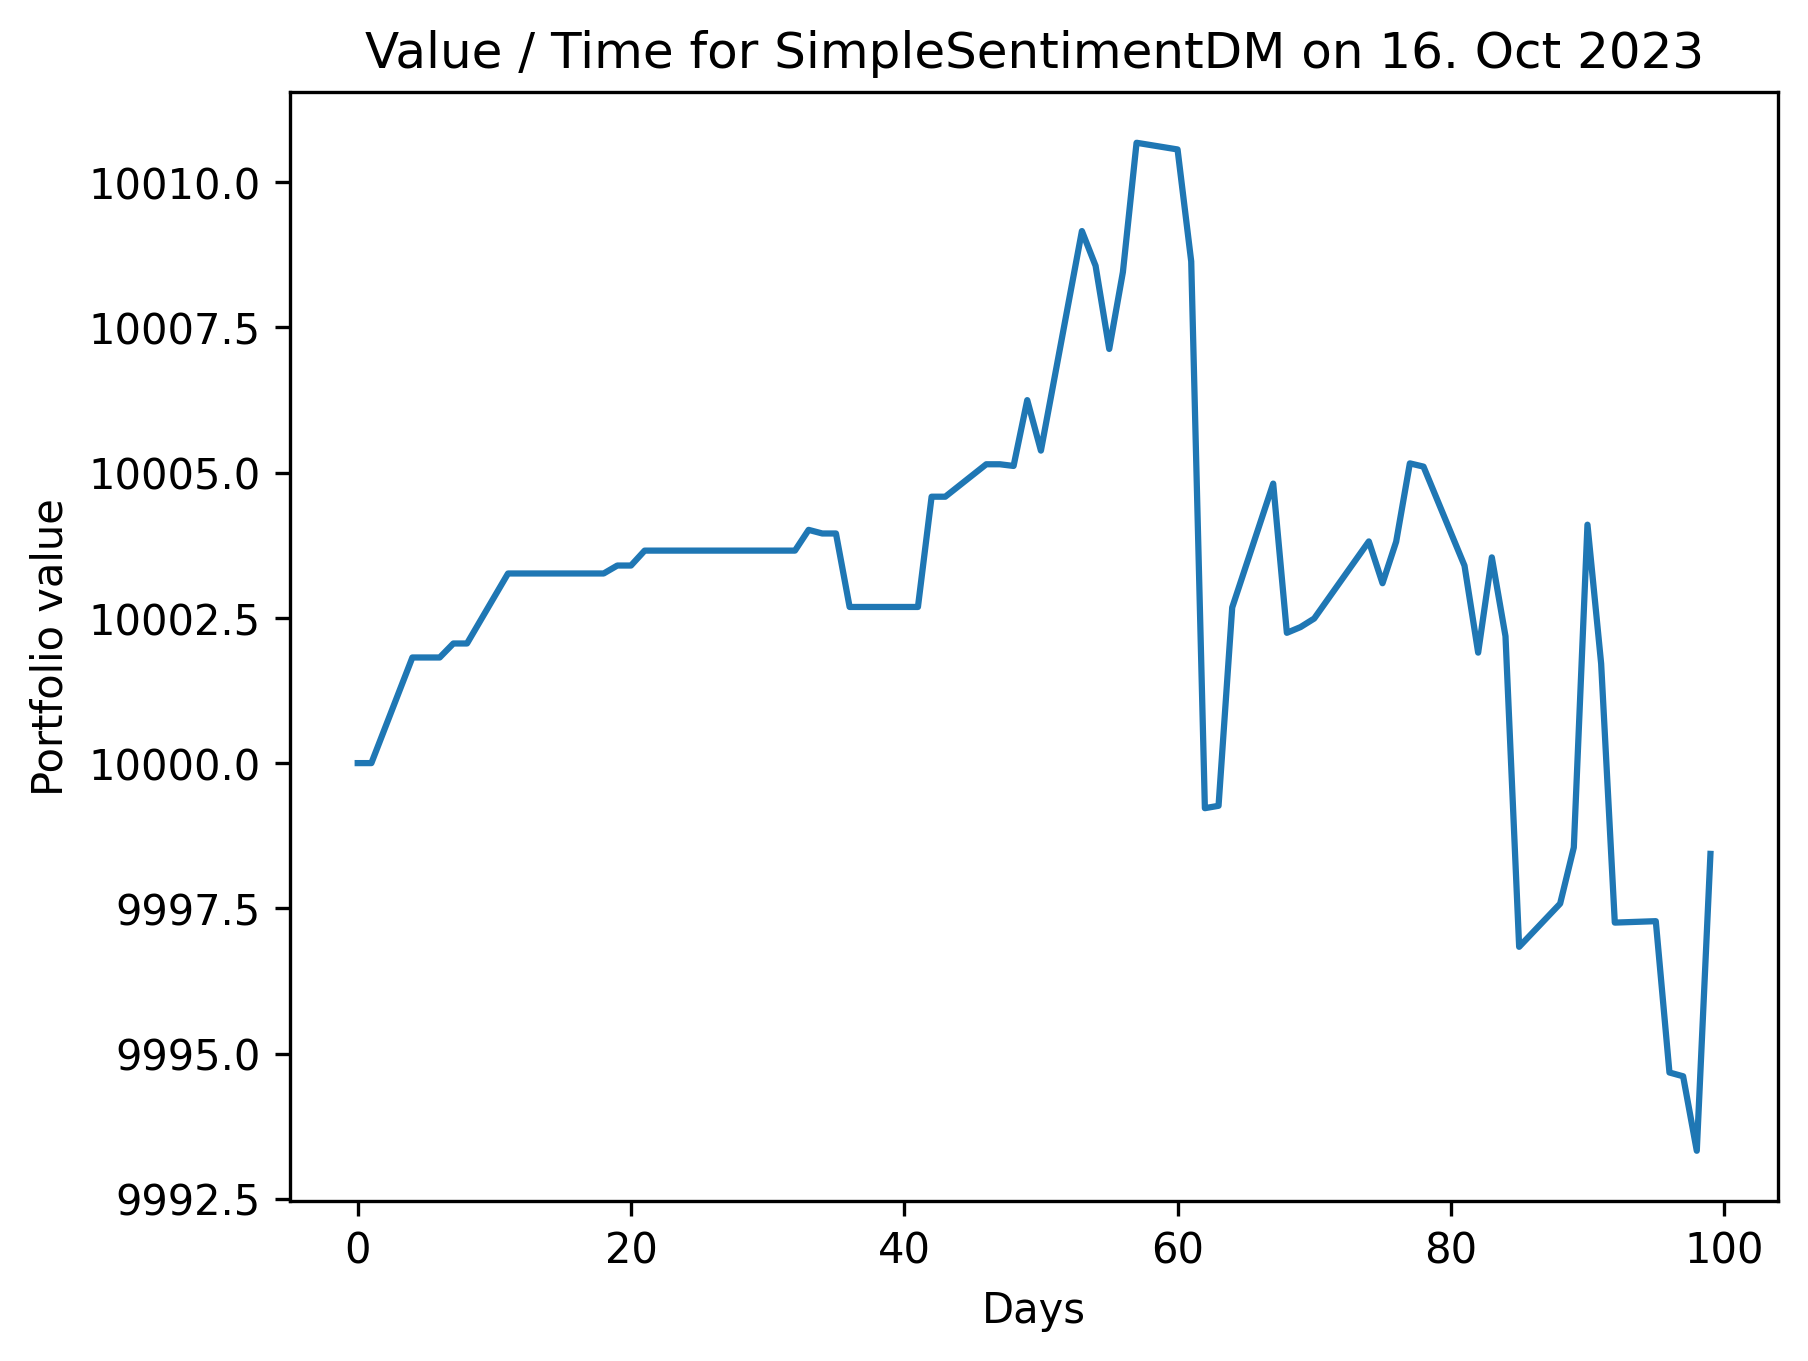 Value / Time for SimpleSentimentDM on 16. Oct 2023
Portfolio value
10010.0
10007.5
10005.0
10002.5
10000.0
9997.5
9995.0
9992.5
0 20 40 60 80 100
Days